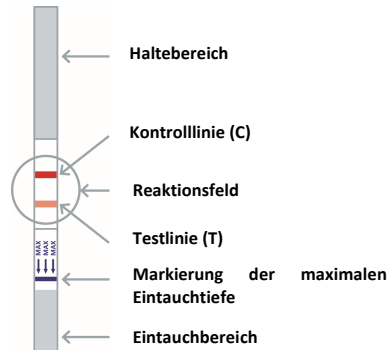 Haltebereich
Kontrolllinie (C)
Reaktionsfeld
Testlinie (T)
MAX MAX MAX
Markierung der maximalen
Eintauchtiefe
Eintauchbereich